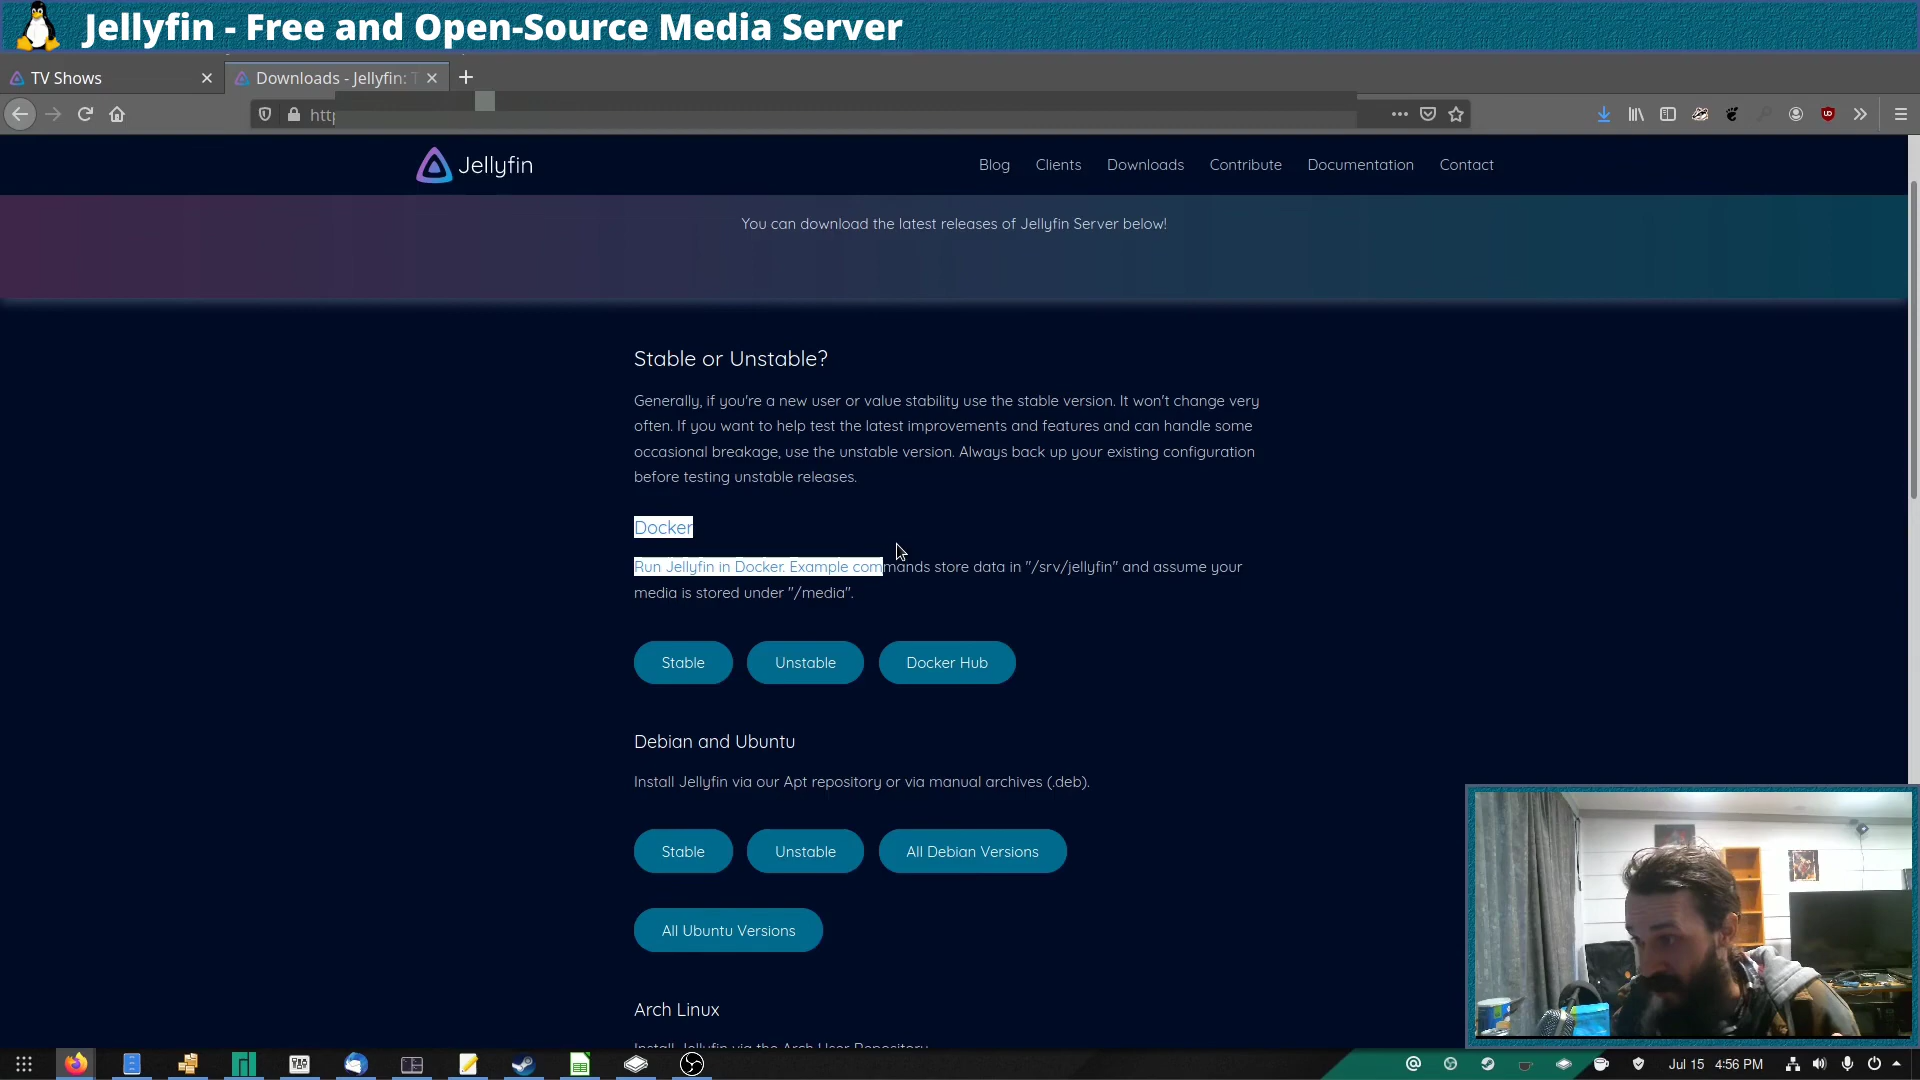 Jellyfin - Free and Open-Source Media Server
TV Shows
Downloads - Jellyfin: T
http
Jellyfin
Blog
Clients
Downloads
Contribute
Documentation
Contact
You can download the latest releases of Jellyfin Server below!
Stable or Unstable?
Generally, if you're a new user or value stability use the stable version. It won't change very
often. If you want to help test the latest improvements and features and can handle some
occasional breakage, use the unstable version. Always back up your existing configuration
before testing unstable releases.
Docker
Run Jellyfin in Docker. Example commands store data in "/srv/jellyfin" and assume your
media is stored under "/media".
Stable
Unstable
Docker Hub
Debian and Ubuntu
Install Jellyfin via our Apt repository or via manual archives (.deb).
Stable
Unstable
All Debian Versions
All Ubuntu Versions
Arch Linux
Install Jellyfin via the Arch User Repository
Jul 15 4:56 PM